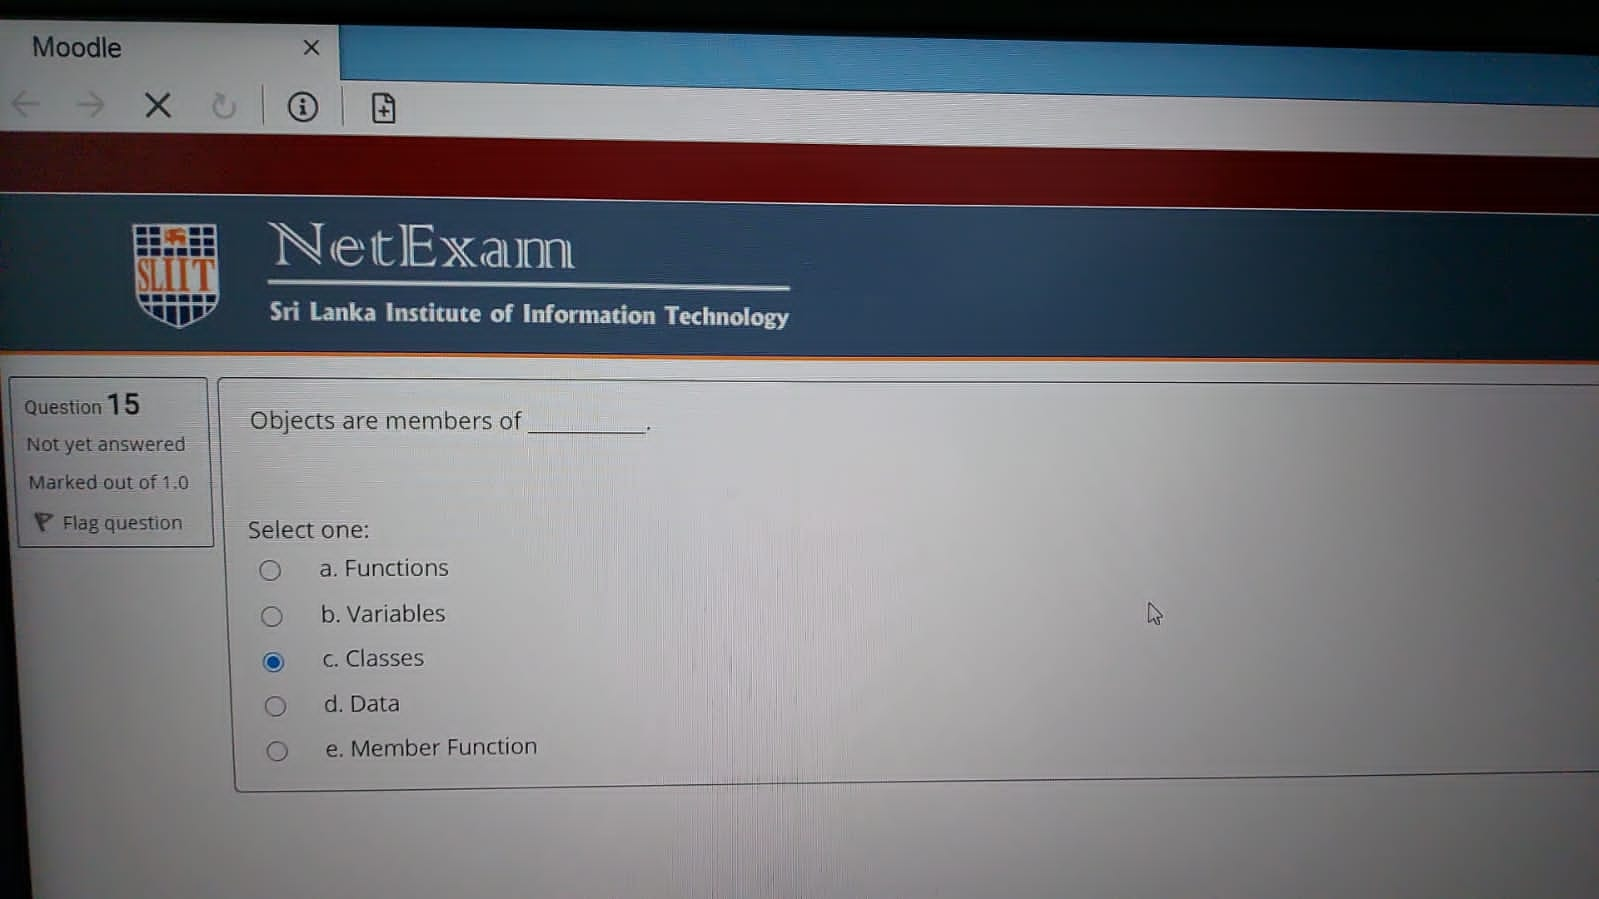 Moodle
NetExam
SLIIT
Sri Lanka Institute of Information Technology
Question 15
Not yet answered
Marked out of 1.0
Flag question
Objects are members of __________.
Select one:
a. Functions
b. Variables
c. Classes
d. Data
e. Member Function